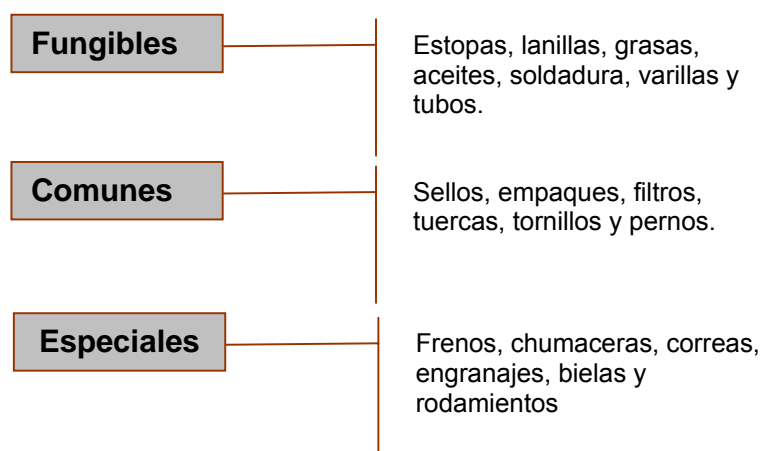 Fungibles
Estopas, lanillas, grasas,
aceites, soldadura, varillas y
tubos.
Comunes
Sellos, empaques, filtros,
tuercas, tornillos y pernos.
Especiales
Frenos, chumaceras, correas,
engranajes, bielas y
rodamientos